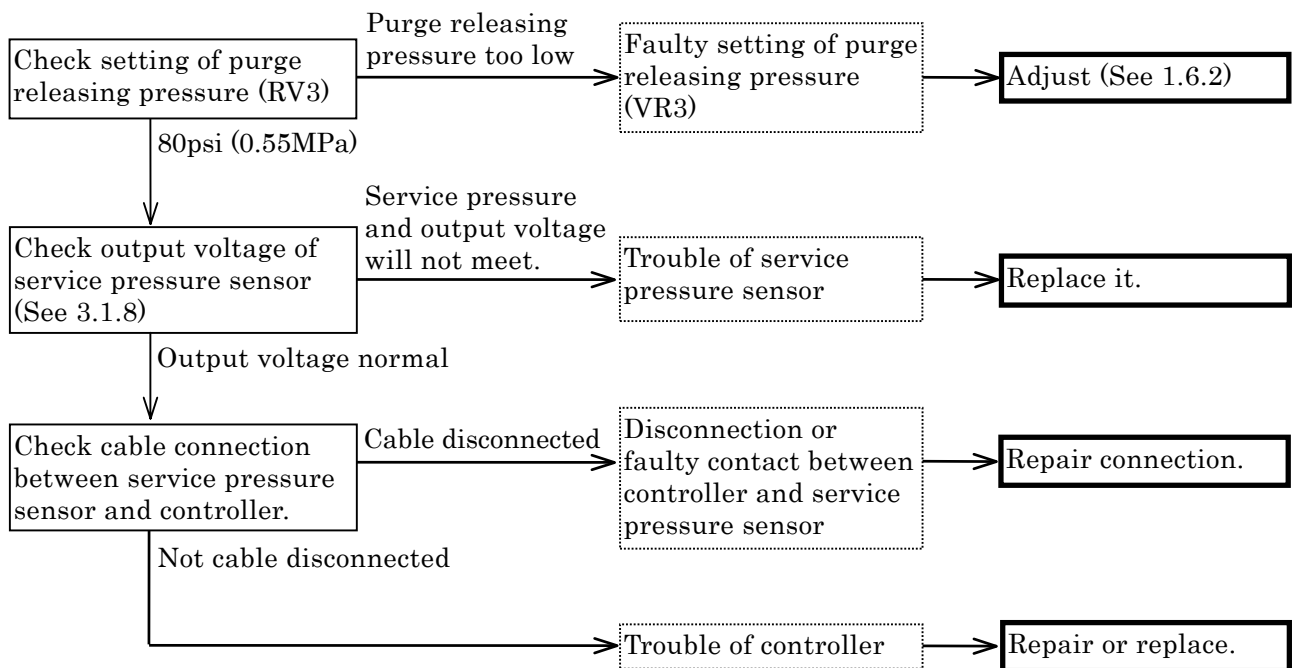 Purge releasing
pressure too low
Check setting of purge
releasing pressure (RV3)
Faulty setting of purge
releasing pressure
(VR3)
Adjust (See 1.6.2)
80psi (0.55MPa)
Service pressure
and output voltage
will not meet.
Check output voltage of
service pressure sensor
(See 3.1.8)
Trouble of service
pressure sensor
Replace it.
Output voltage normal
Check cable connection
between service pressure
sensor and controller.
Cable disconnected
Disconnection or
faulty contact between
controller and service
pressure sensor
Repair connection.
Not cable disconnected
Trouble of controller
Repair or replace.